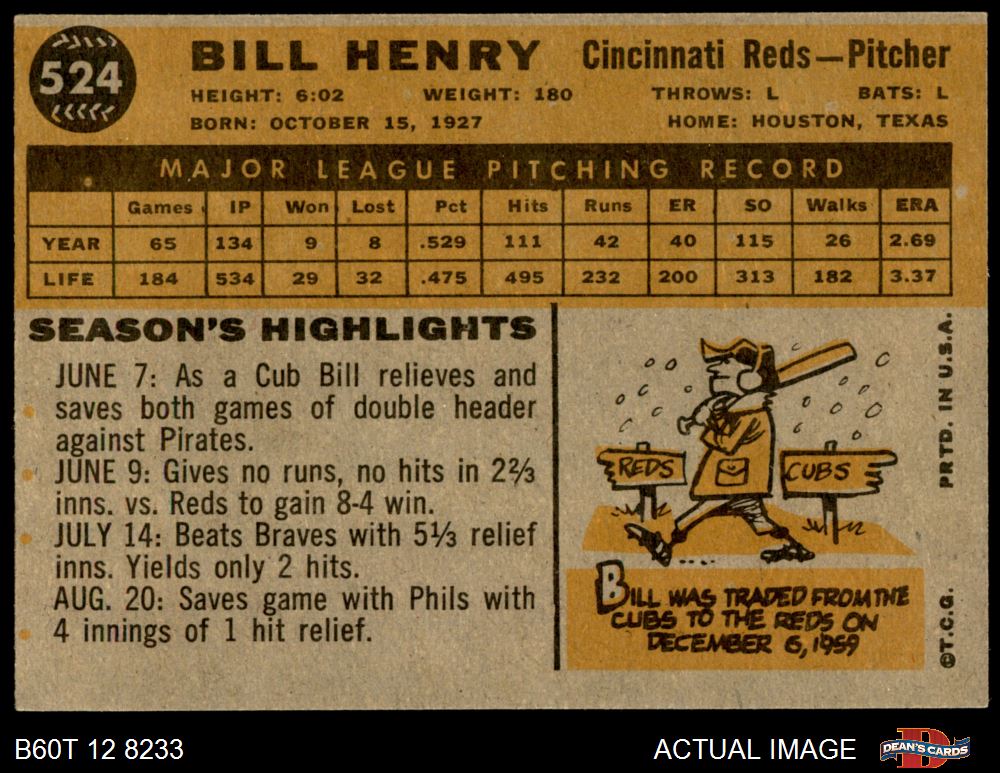 524
BILL HENRY Cincinnati Reds—Pitcher
HEIGHT: 6:02 WEIGHT: 180 THROWS: L BATS: L
BORN: OCTOBER 15, 1927 HOME: HOUSTON, TEXAS
MAJOR LEAGUE PITCHING RECORD
Games IP Won Lost Pct Hits Runs ER SO Walks ERA
YEAR 65 134 9 8 .529 111 42 40 115 26 2.69
LIFE 184 534 29 32 .475 495 232 200 313 182 3.37
SEASON'S HIGHLIGHTS
JUNE 7: As a Cub Bill relieves and
saves both games of double header
against Pirates.
JUNE 9: Gives no runs, no hits in 2⅔
inns. vs. Reds to gain 8-4 win.
JULY 14: Beats Braves with 5⅓ relief
inns. Yields only 2 hits.
AUG. 20: Saves game with Phils with
4 innings of 1 hit relief.
REDS
CUBS
BILL WAS TRADED FROM THE
CUBS TO THE REDS ON
DECEMBER 6, 1959
©T.C.G. PRTD. IN U.S.A.
B60T 12 8233 ACTUAL IMAGE DEAN'S CARDS